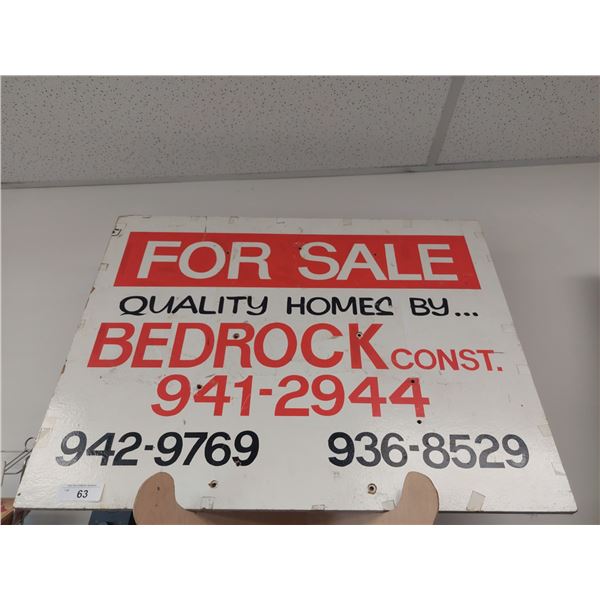 FOR SALE
QUALITY HOMES BY...
BEDROCK CONST.
941-2944
942-9769 936-8529
63